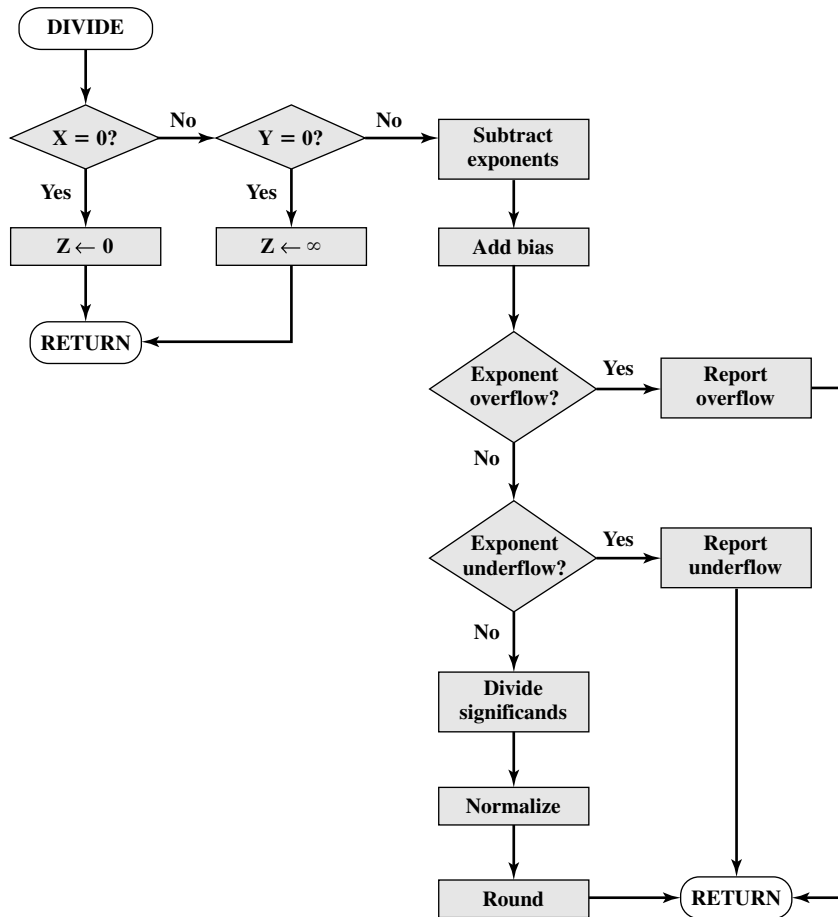 DIVIDE
X = 0?
No
Y = 0?
No
Subtract
exponents
Yes
Yes
Z ← 0
Z ← ∞
Add bias
RETURN
Exponent
overflow?
Yes
Report
overflow
No
Exponent
underflow?
Yes
Report
underflow
No
Divide
significands
Normalize
Round
RETURN